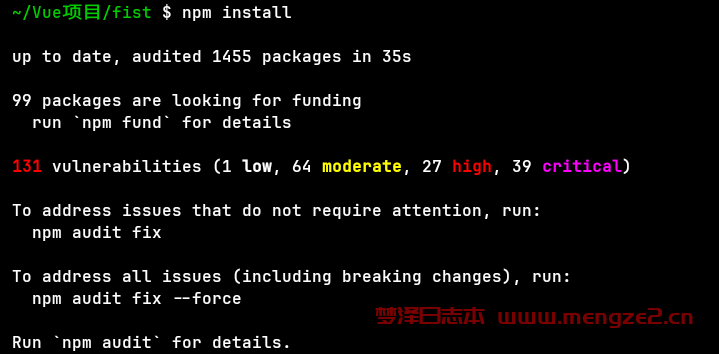 ~/Vue项目/fist $ npm install
up to date, audited 1455 packages in 35s
99 packages are looking for funding
  run `npm fund` for details
131 vulnerabilities (1 low, 64 moderate, 27 high, 39 critical)
To address issues that do not require attention, run:
  npm audit fix
To address all issues (including breaking changes), run:
  npm audit fix --force
梦泽日志本 www.mengze2.cn
Run `npm audit` for details.